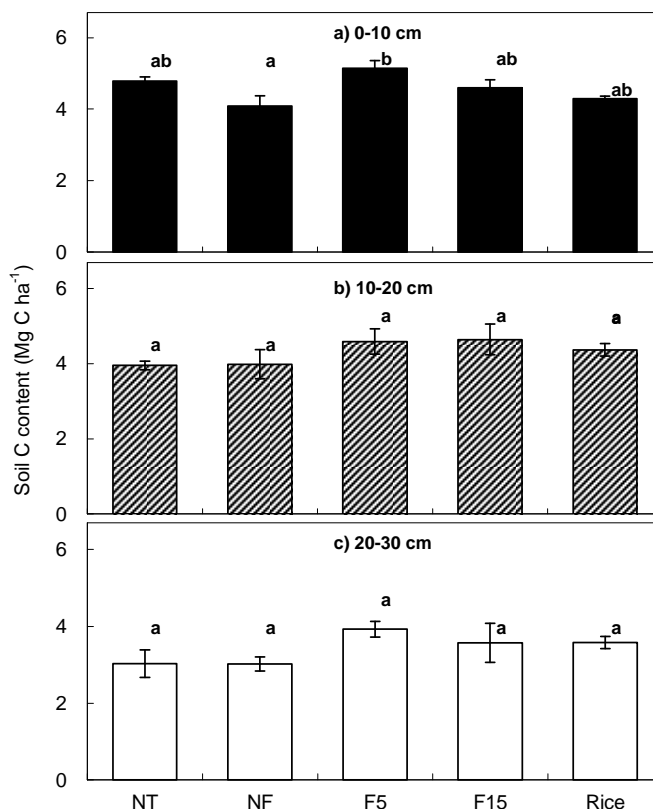 a) 0-10 cm
6
4
2
0
ab
a
b
ab
ab
b) 10-20 cm
6
4
2
0
a
a
a
a
a
c) 20-30 cm
6
4
2
0
a
a
a
a
a
NT
NF
F5
F15
Rice
Soil C content (Mg C ha⁻¹)